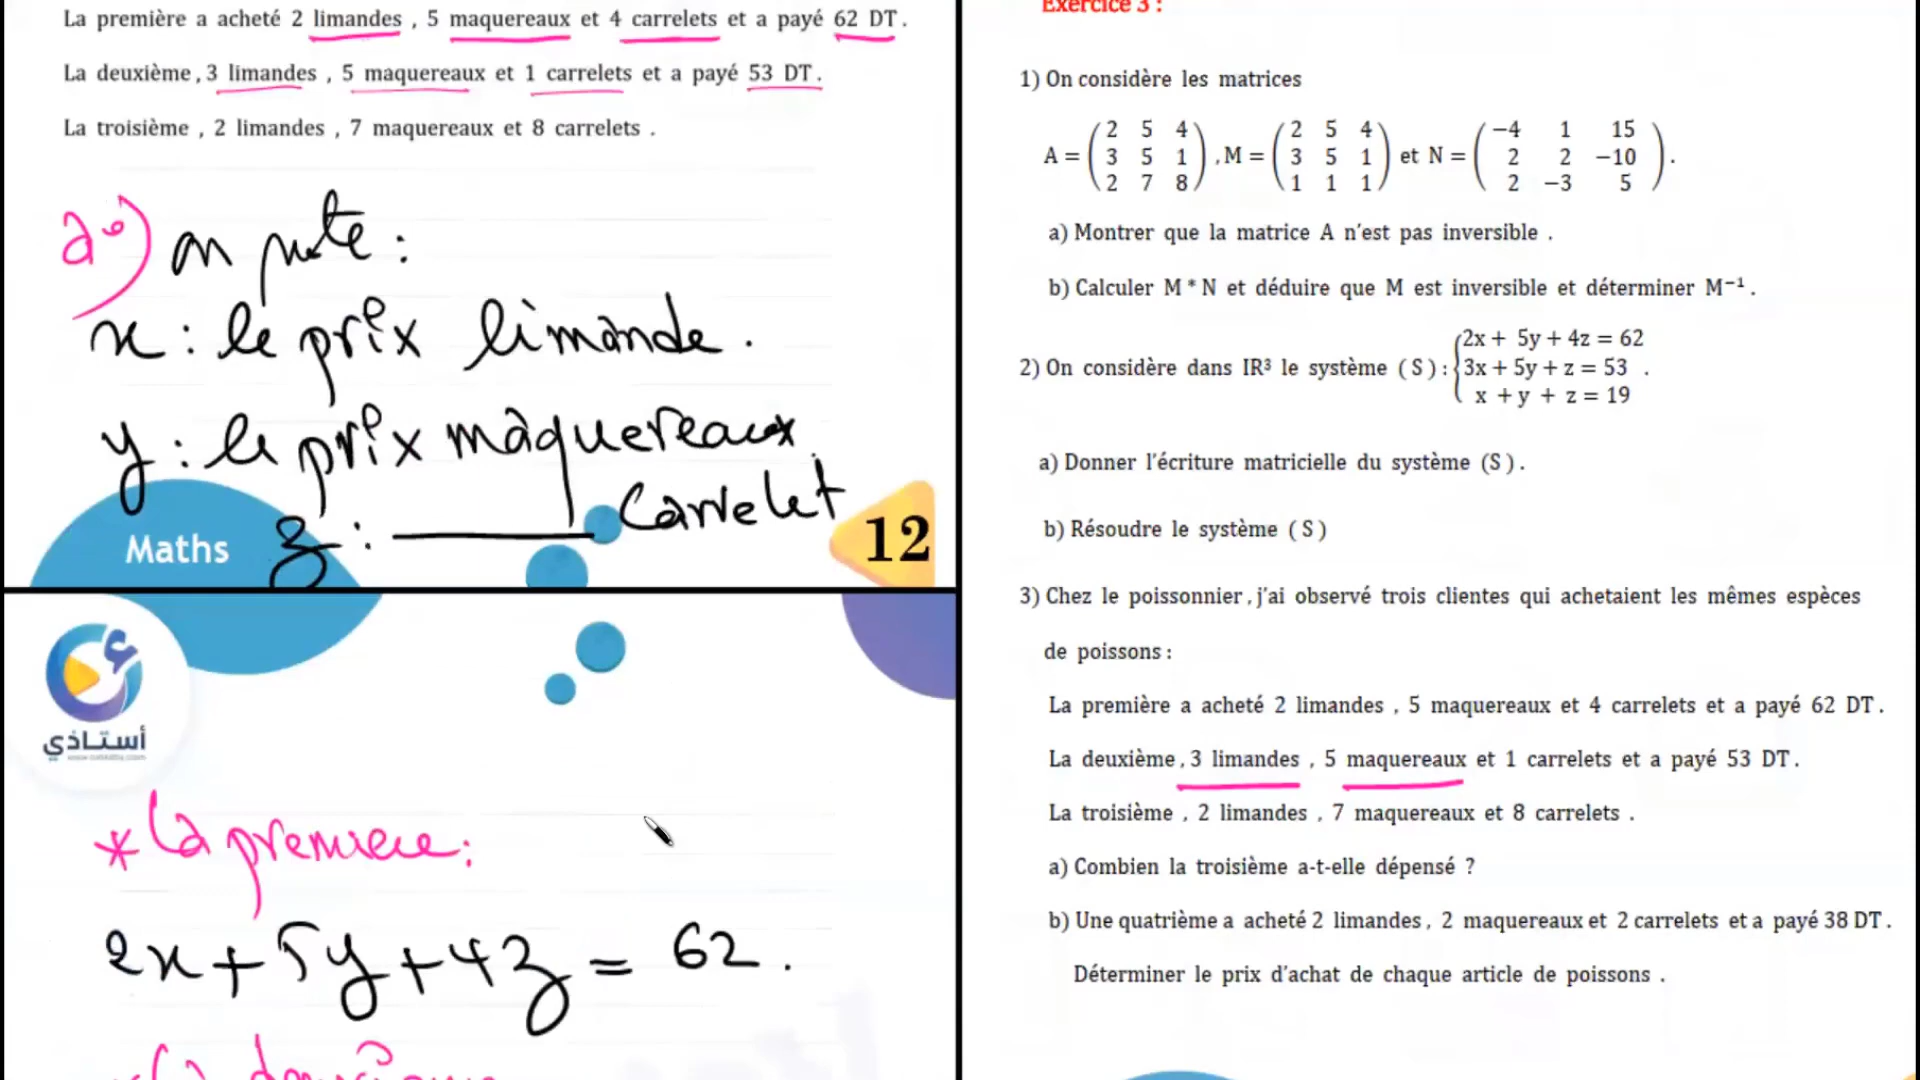 La première a acheté 2 limandes , 5 maquereaux et 4 carrelets et a payé 62 DT .
La deuxième , 3 limandes , 5 maquereaux et 1 carrelets et a payé 53 DT .
La troisième , 2 limandes , 7 maquereaux et 8 carrelets .
a°) on note :
x : le prix limande .
y : le prix maquereaux
z : ———— Carrelet
Maths
12
أستاذي
* la premiere :
2x + 5y + 4z = 62 .
Exercice 3 :
1) On considère les matrices
A = ( 2 5 4 ; 3 5 1 ; 2 7 8 ) , M = ( 2 5 4 ; 3 5 1 ; 1 1 1 ) et N = ( −4 1 15 ; 2 2 −10 ; 2 −3 5 ) .
a) Montrer que la matrice A n'est pas inversible .
b) Calculer M * N et déduire que M est inversible et déterminer M⁻¹ .
2) On considère dans IR³ le système ( S ) : { 2x + 5y + 4z = 62
3x + 5y + z = 53 .
x + y + z = 19
a) Donner l'écriture matricielle du système (S ) .
b) Résoudre le système ( S )
3) Chez le poissonnier , j'ai observé trois clientes qui achetaient les mêmes espèces
de poissons :
La première a acheté 2 limandes , 5 maquereaux et 4 carrelets et a payé 62 DT .
La deuxième , 3 limandes , 5 maquereaux et 1 carrelets et a payé 53 DT .
La troisième , 2 limandes , 7 maquereaux et 8 carrelets .
a) Combien la troisième a-t-elle dépensé ?
b) Une quatrième a acheté 2 limandes , 2 maquereaux et 2 carrelets et a payé 38 DT .
Déterminer le prix d'achat de chaque article de poissons .